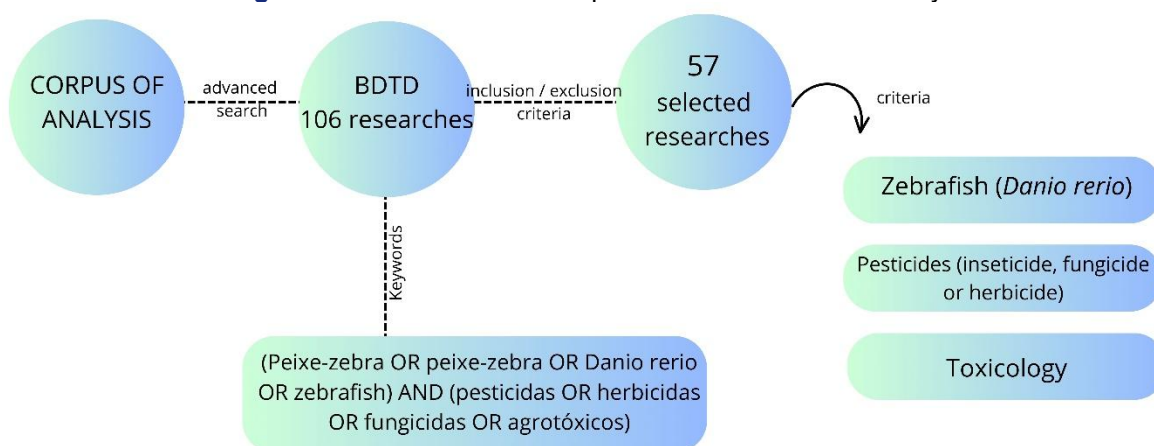 CORPUS OF
ANALYSIS
advanced
search
BDTD
106 researches
inclusion / exclusion
criteria
57
selected
researches
criteria
Zebrafish (Danio rerio)
Pesticides (inseticide, fungicide
or herbicide)
Toxicology
Keywords
(Peixe-zebra OR peixe-zebra OR Danio rerio
OR zebrafish) AND (pesticidas OR herbicidas
OR fungicidas OR agrotóxicos)